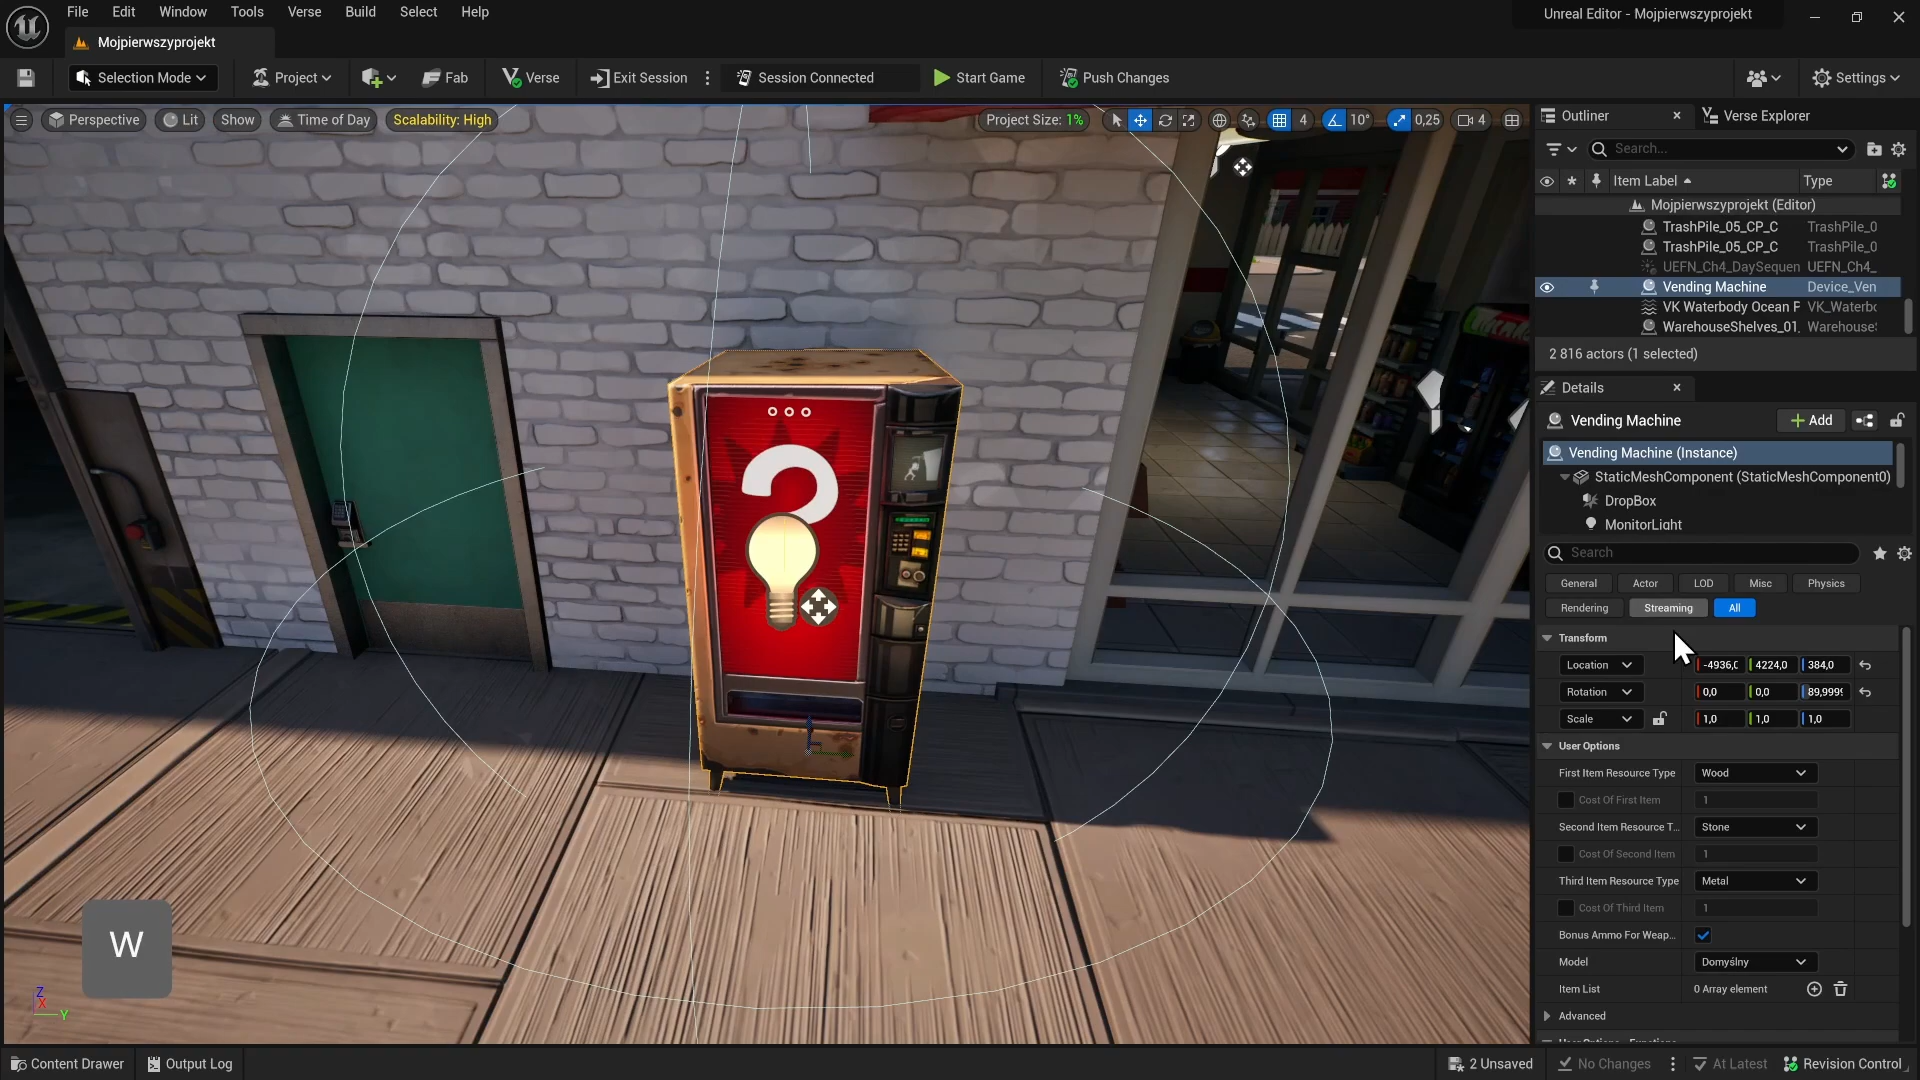 File Edit Window Tools Verse Build Select Help
Unreal Editor - Mojpierwszyprojekt
Mojpierwszyprojekt
Selection Mode Project Fab Verse Exit Session Session Connected Start Game Push Changes Settings
Perspective Lit Show Time of Day Scalability: High Project Size: 1% 4 10° 0,25 4
Outliner Verse Explorer
Search...
Item Label Type
Mojpierwszyprojekt (Editor)
TrashPile_05_CP_C TrashPile_0
TrashPile_05_CP_C TrashPile_0
UEFN_Ch4_DaySequen UEFN_Ch4_
Vending Machine Device_Ven
VK Waterbody Ocean P VK_Waterbo
WarehouseShelves_01_ Warehouse
2 816 actors (1 selected)
Details
Vending Machine Add
Vending Machine (Instance)
StaticMeshComponent (StaticMeshComponent0)
DropBox
MonitorLight
Search
General Actor LOD Misc Physics
Rendering Streaming All
Transform
Location -4936,0 4224,0 384,0
Rotation 0,0 0,0 89,9999
Scale 1,0 1,0 1,0
User Options
First Item Resource Type Wood
Cost Of First Item 1
Second Item Resource T... Stone
Cost Of Second Item 1
Third Item Resource Type Metal
Cost Of Third Item 1
Bonus Ammo For Weap...
Model Domyślny
Item List 0 Array element
Advanced
?
W
Z
X
Y
Content Drawer Output Log 2 Unsaved No Changes At Latest Revision Control